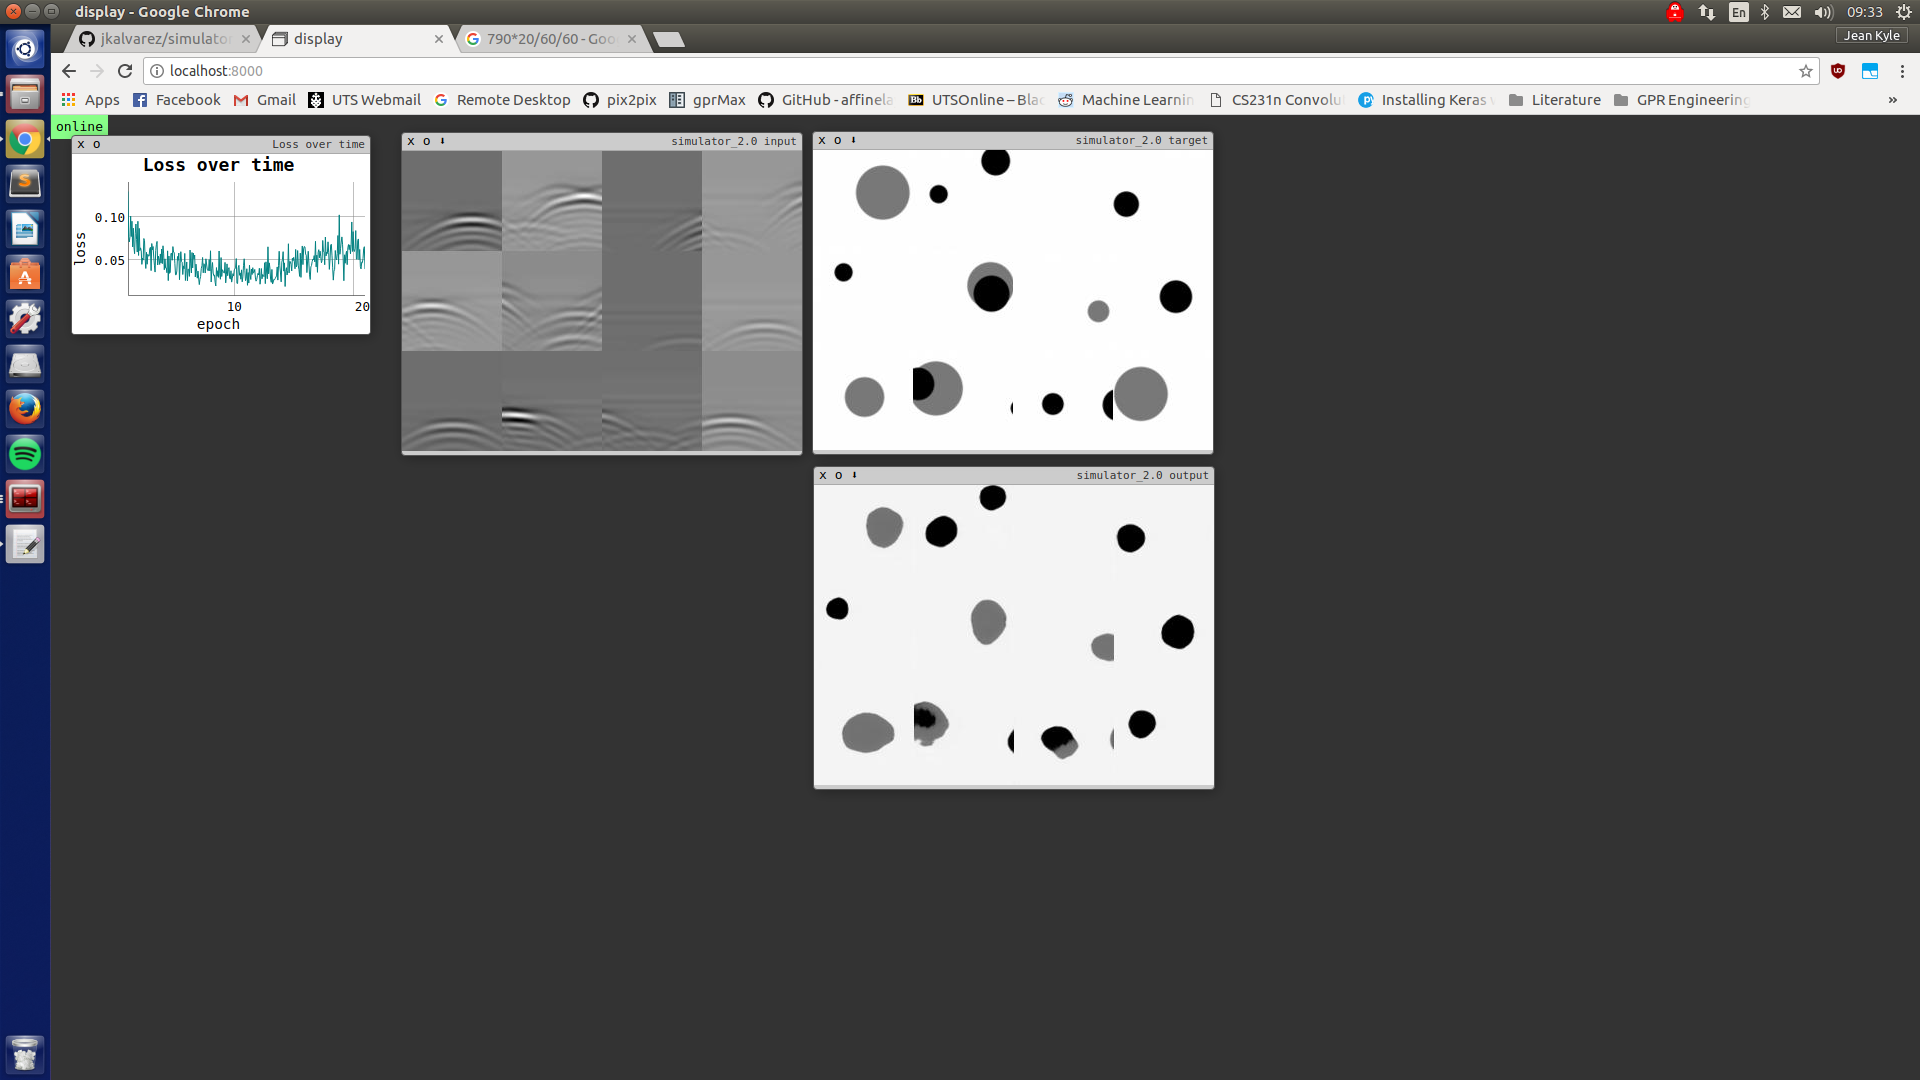 display - Google Chrome
En
09:33
jkalvarez/simulator
display
790*20/60/60 - Goo
Jean Kyle
localhost:8000
Apps
Facebook
Gmail
UTS Webmail
Remote Desktop
pix2pix
gprMax
GitHub - affinela
UTSOnline – Blac
Machine Learnin
CS231n Convolu
Installing Keras
Literature
GPR Engineering
»
online
x o Loss over time
Loss over time
loss
0.10
0.05
10
20
epoch
x o simulator_2.0 input
x o simulator_2.0 target
x o simulator_2.0 output